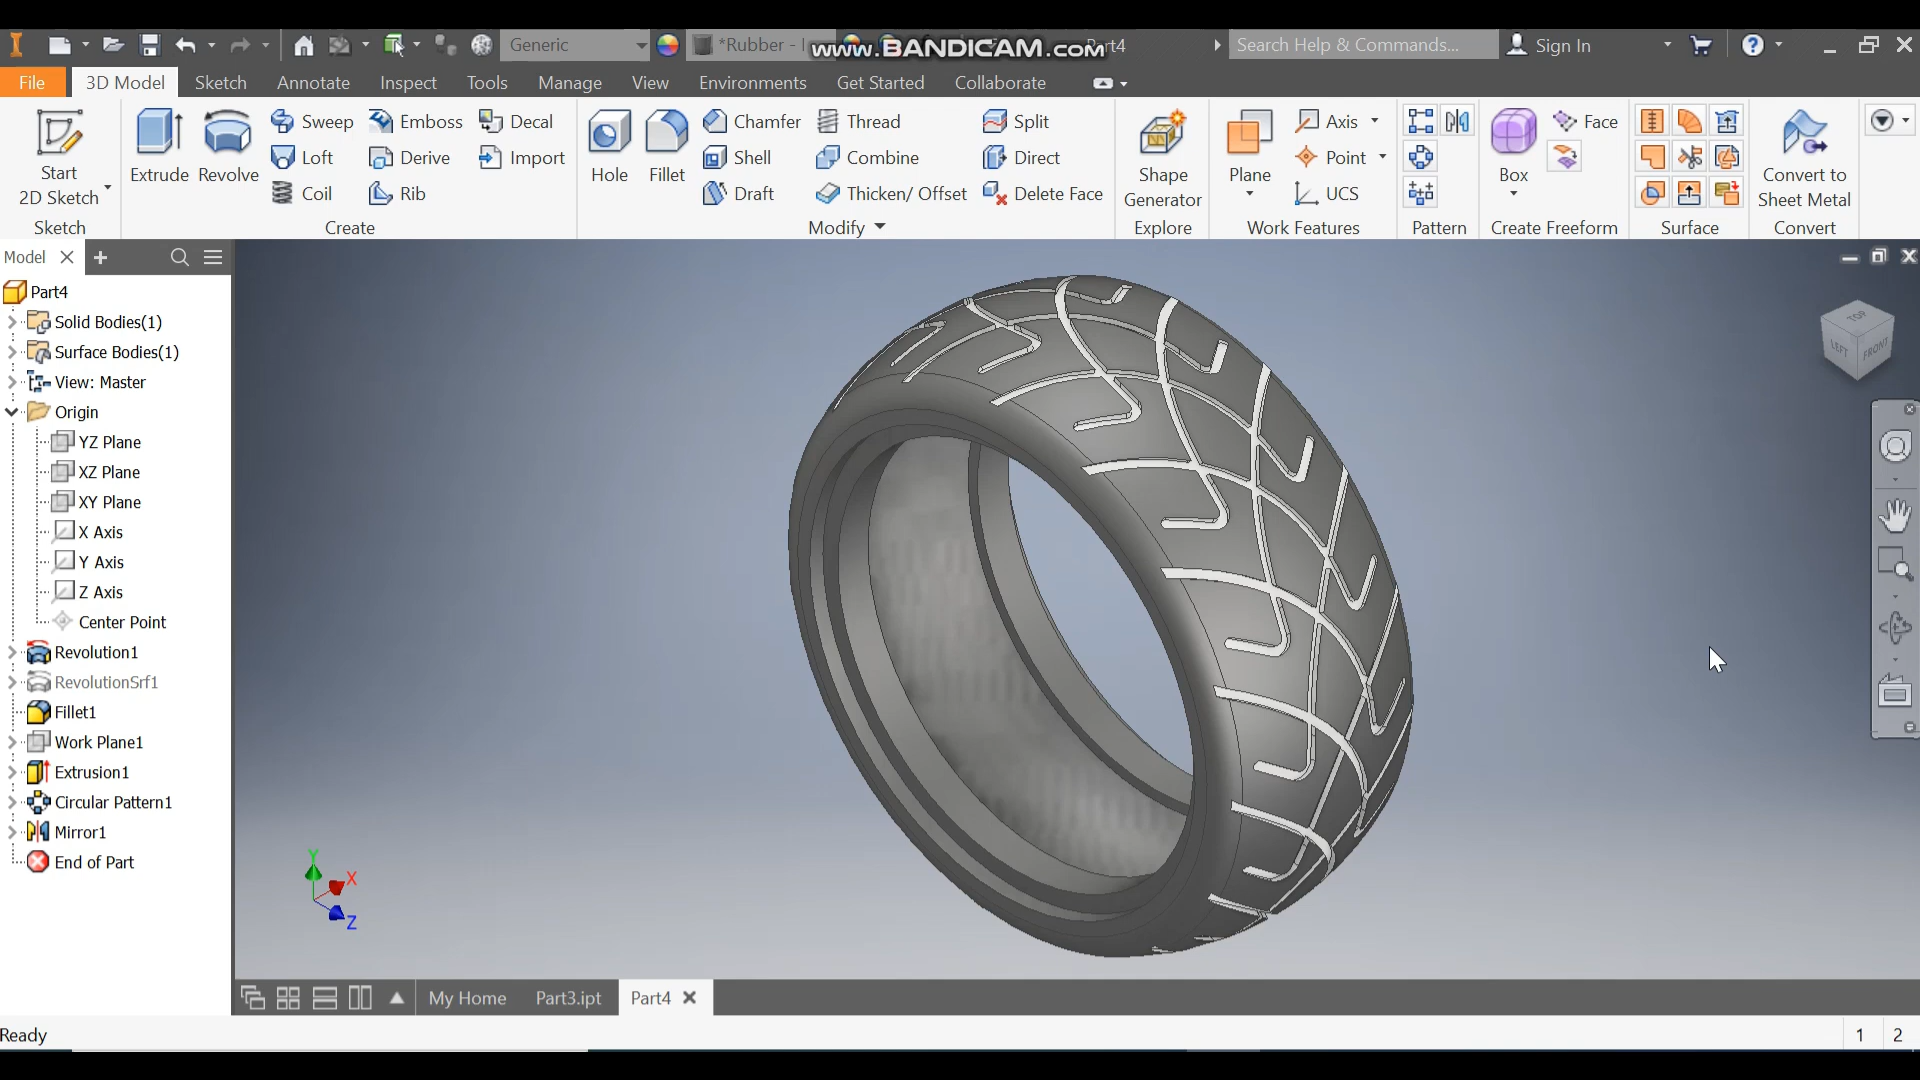 Generic
*Rubber -
www.BANDICAM.com
Part4
Search Help & Commands...
Sign In
File
3D Model
Sketch
Annotate
Inspect
Tools
Manage
View
Environments
Get Started
Collaborate
Start
2D Sketch
Extrude
Revolve
Sweep
Loft
Coil
Emboss
Derive
Rib
Decal
Import
Hole
Fillet
Chamfer
Shell
Draft
Thread
Combine
Thicken/ Offset
Split
Direct
Delete Face
Shape
Generator
Plane
Axis
Point
UCS
Box
Face
Convert to
Sheet Metal
Sketch
Create
Modify
Explore
Work Features
Pattern
Create Freeform
Surface
Convert
Model
Part4
Solid Bodies(1)
Surface Bodies(1)
View: Master
Origin
YZ Plane
XZ Plane
XY Plane
X Axis
Y Axis
Z Axis
Center Point
Revolution1
RevolutionSrf1
Fillet1
Work Plane1
Extrusion1
Circular Pattern1
Mirror1
End of Part
TOP
LEFT
FRONT
Y
X
Z
My Home
Part3.ipt
Part4
Ready
1
2